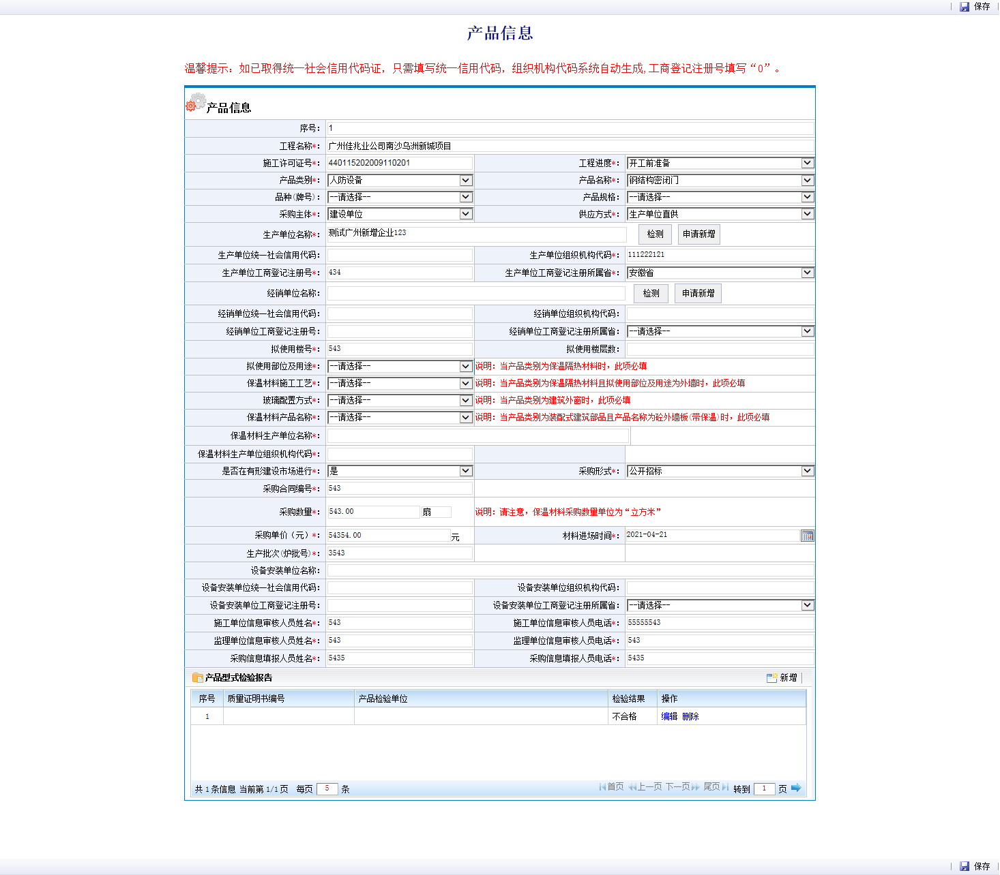 保存
产品信息
温馨提示：如已取得统一社会信用代码证，只需填写统一信用代码，组织机构代码系统自动生成,工商登记注册号填写“0”。
产品信息
序号： 1
工程名称*： 广州佳兆业公司南沙乌洲新城项目
施工许可证号*： 440115202009110201 工程进度*： 开工前准备
产品类别*： 人防设备 产品名称*： 钢结构密闭门
品种(牌号)： --请选择-- 产品规格： --请选择--
采购主体*： 建设单位 供应方式*： 生产单位直供
生产单位名称*： 测试广州新增企业123 检测 申请新增
生产单位统一社会信用代码： 生产单位组织机构代码*： 111222121
生产单位工商登记注册号*： 434 生产单位工商登记注册所属省*： 安徽省
经销单位名称： 检测 申请新增
经销单位统一社会信用代码： 经销单位组织机构代码：
经销单位工商登记注册号： 经销单位工商登记注册所属省： --请选择--
拟使用楼号*： 543 拟使用楼层数：
拟使用部位及用途*： --请选择-- 说明：当产品类别为保温隔热材料时，此项必填
保温材料施工工艺*： --请选择-- 说明：当产品类别为保温隔热材料且拟使用部位及用途为外墙时，此项必填
玻璃配置方式*： --请选择-- 说明：当产品类别为建筑外窗时，此项必填
保温材料产品名称*： --请选择-- 说明：当产品类别为装配式建筑部品且产品名称为砼外墙板(带保温)时，此项必填
保温材料生产单位名称*：
保温材料生产单位组织机构代码*：
是否在有形建设市场进行*： 是 采购形式*： 公开招标
采购合同编号*： 543
采购数量*： 543.00 扇 说明：请注意，保温材料采购数量单位为“立方米”
采购单价（元）*： 54354.00 元 材料进场时间*： 2021-04-21
生产批次(炉批号)*： 3543
设备安装单位名称：
设备安装单位统一社会信用代码： 设备安装单位组织机构代码：
设备安装单位工商登记注册号： 设备安装单位工商登记注册所属省： --请选择--
施工单位信息审核人员姓名*： 543 施工单位信息审核人员电话*： 55555543
监理单位信息审核人员姓名*： 543 监理单位信息审核人员电话*： 543
采购信息填报人员姓名*： 5435 采购信息填报人员电话*： 5435
产品型式检验报告 新增
序号 质量证明书编号 产品检验单位 检验结果 操作
1 不合格 编辑 删除
共 1 条信息 当前第 1/1 页 每页 5 条 首页 上一页 下一页 尾页 转到 1 页
保存